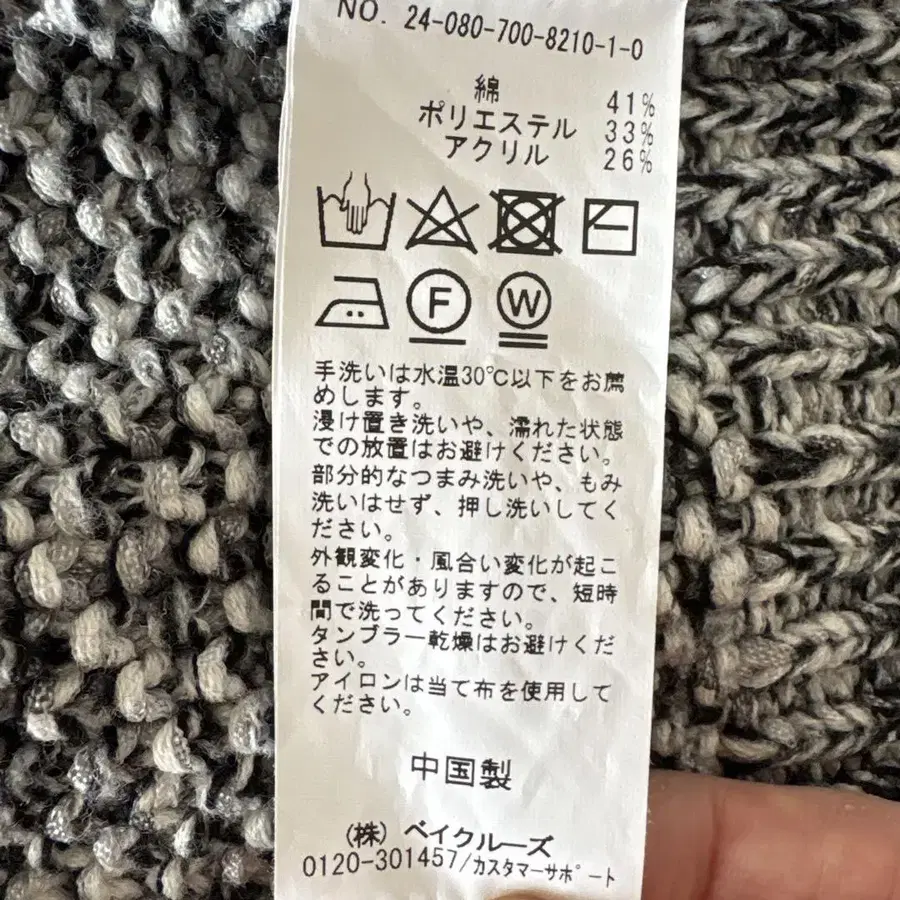 NO. 24-080-700-8210-1-0
綿 41%
ポリエステル 33%
アクリル 26%
F W
手洗いは水温30℃以下をお薦
めします。
浸け置き洗いや、濡れた状態
での放置はお避けください。
部分的なつまみ洗いや、もみ
洗いはせず、押し洗いしてく
ださい。
外観変化・風合い変化が起こ
ることがありますので、短時
間で洗ってください。
タンブラー乾燥はお避けくだ
さい。
アイロンは当て布を使用して
ください。
中国製
(株) ベイクルーズ
0120-301457/カスタマーサポート